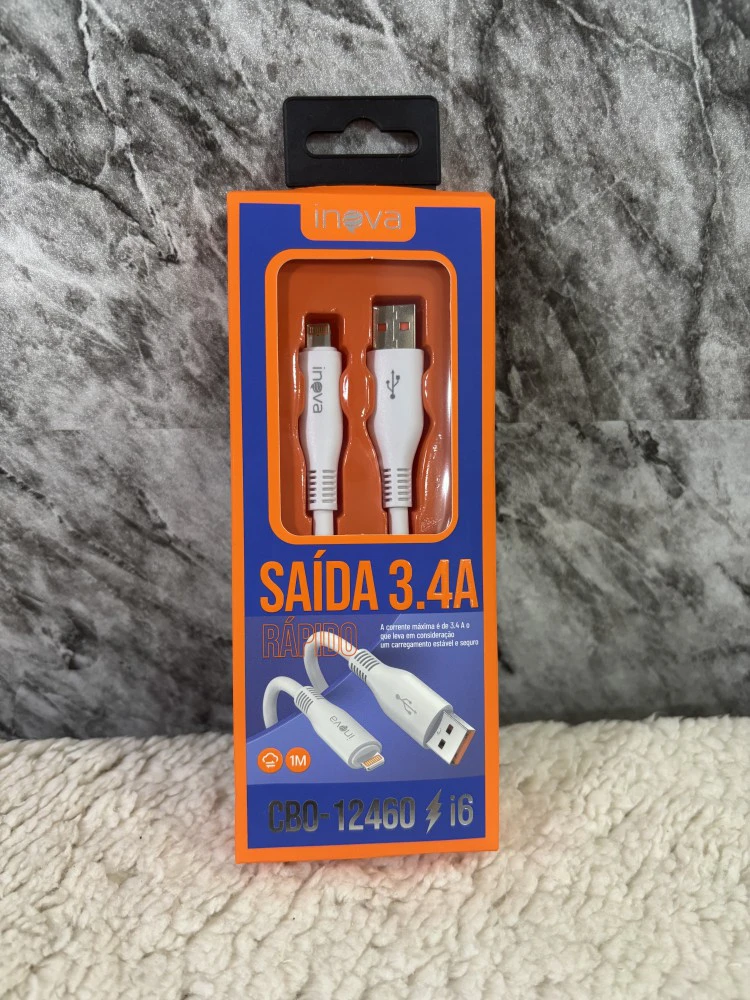 inova
inova
SAÍDA 3.4A
RÁPIDO
A corrente máxima é de 3.4 A o
que leva em consideração
um carregamento estável e seguro
inova
1M
CBO-12460 i6